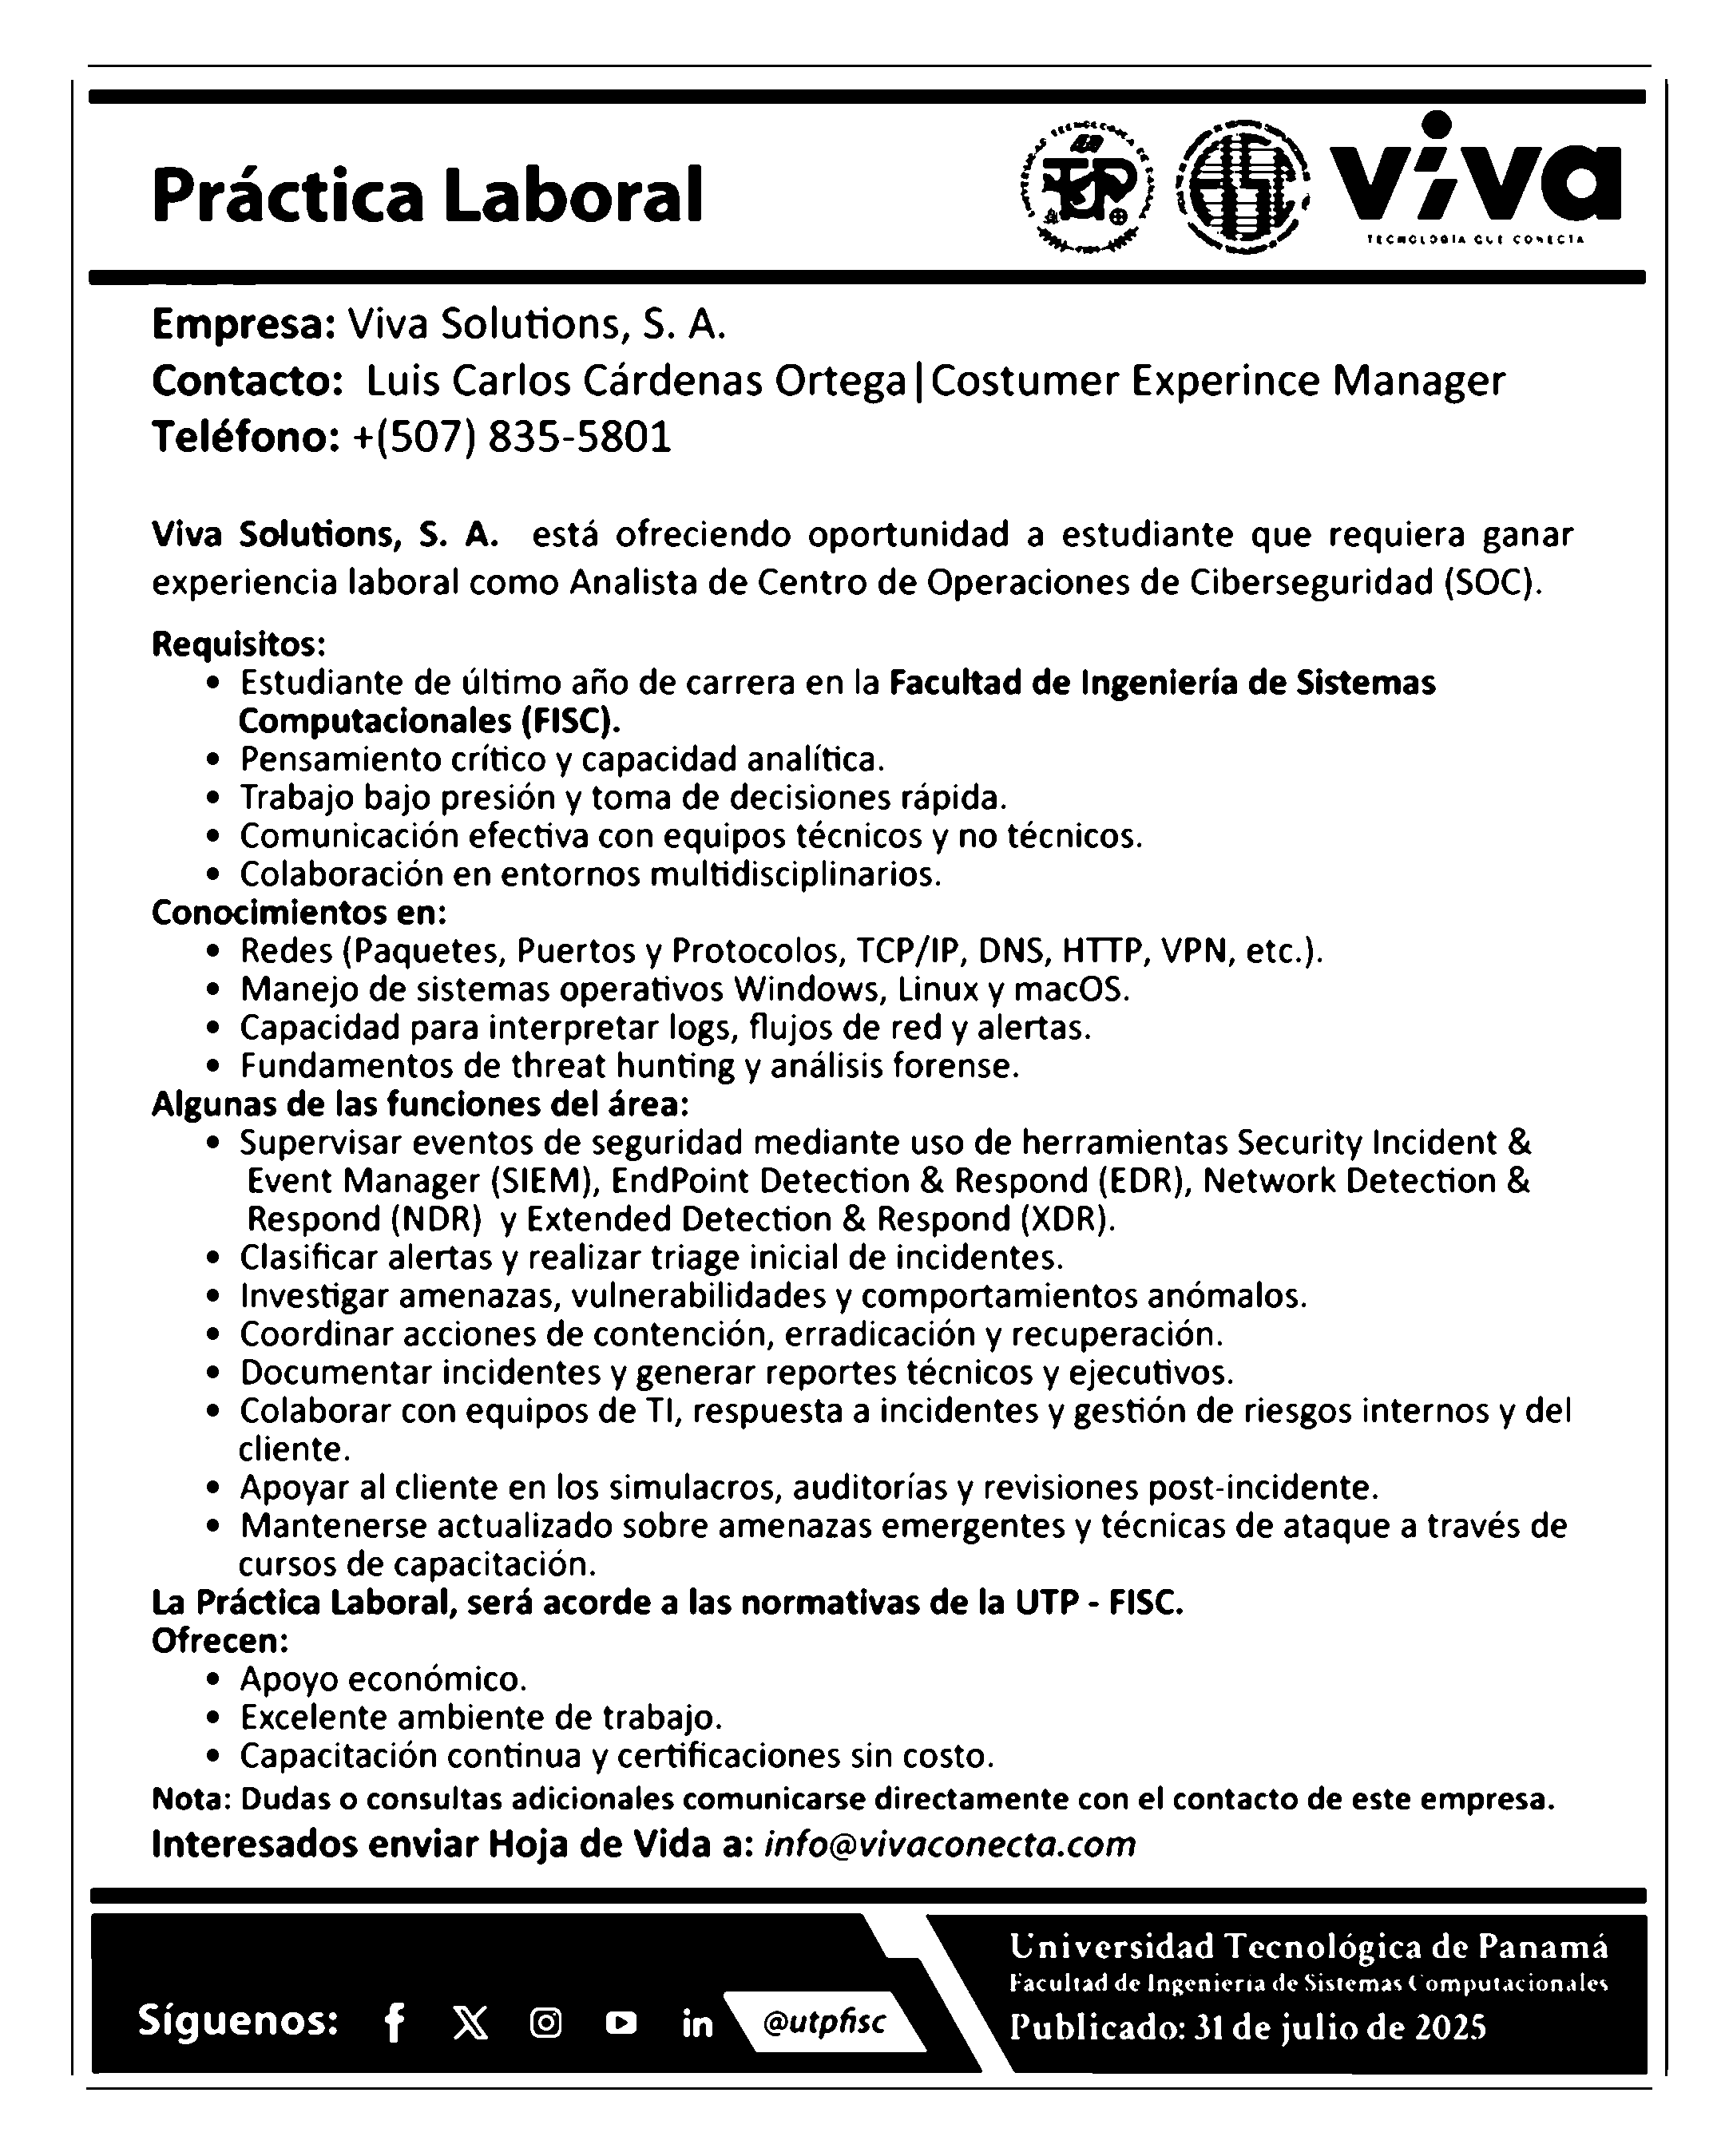 Práctica Laboral
viva
TECNOLOGIA QUE CONECTA
Empresa: Viva Solutions, S. A.
Contacto: Luis Carlos Cárdenas Ortega|Costumer Experince Manager
Teléfono: +(507) 835-5801
Viva Solutions, S. A. está ofreciendo oportunidad a estudiante que requiera ganar
experiencia laboral como Analista de Centro de Operaciones de Ciberseguridad (SOC).
Requisitos:
• Estudiante de último año de carrera en la Facultad de Ingeniería de Sistemas
Computacionales (FISC).
• Pensamiento crítico y capacidad analítica.
• Trabajo bajo presión y toma de decisiones rápida.
• Comunicación efectiva con equipos técnicos y no técnicos.
• Colaboración en entornos multidisciplinarios.
Conocimientos en:
• Redes (Paquetes, Puertos y Protocolos, TCP/IP, DNS, HTTP, VPN, etc.).
• Manejo de sistemas operativos Windows, Linux y macOS.
• Capacidad para interpretar logs, flujos de red y alertas.
• Fundamentos de threat hunting y análisis forense.
Algunas de las funciones del área:
• Supervisar eventos de seguridad mediante uso de herramientas Security Incident &
Event Manager (SIEM), EndPoint Detection & Respond (EDR), Network Detection &
Respond (NDR) y Extended Detection & Respond (XDR).
• Clasificar alertas y realizar triage inicial de incidentes.
• Investigar amenazas, vulnerabilidades y comportamientos anómalos.
• Coordinar acciones de contención, erradicación y recuperación.
• Documentar incidentes y generar reportes técnicos y ejecutivos.
• Colaborar con equipos de TI, respuesta a incidentes y gestión de riesgos internos y del
cliente.
• Apoyar al cliente en los simulacros, auditorías y revisiones post-incidente.
• Mantenerse actualizado sobre amenazas emergentes y técnicas de ataque a través de
cursos de capacitación.
La Práctica Laboral, será acorde a las normativas de la UTP - FISC.
Ofrecen:
• Apoyo económico.
• Excelente ambiente de trabajo.
• Capacitación continua y certificaciones sin costo.
Nota: Dudas o consultas adicionales comunicarse directamente con el contacto de este empresa.
Interesados enviar Hoja de Vida a: info@vivaconecta.com
Universidad Tecnológica de Panamá
Facultad de Ingeniería de Sistemas Computacionales
Publicado: 31 de julio de 2025
Síguenos: @utpfisc